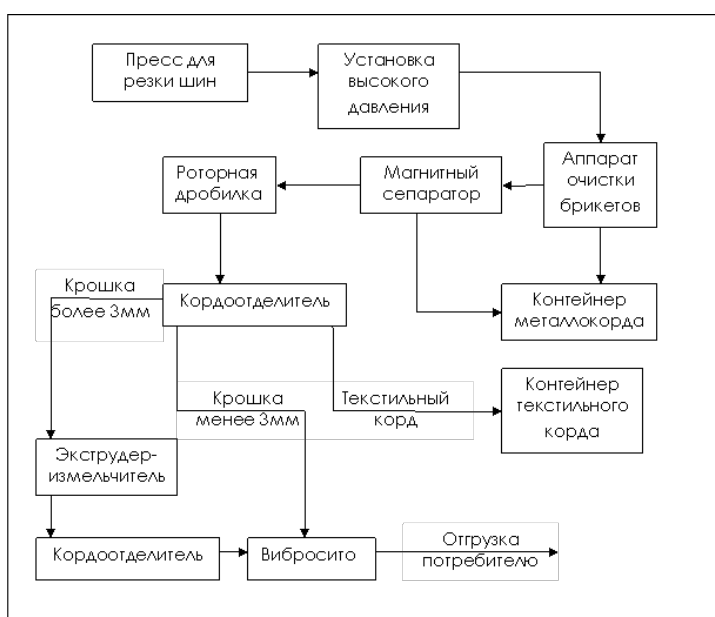 Пресс для
резки шин
Установка
высокого
давления
Аппарат
очистки
брикетов
Магнитный
сепаратор
Роторная
дробилка
Крошка
более 3мм
Кордоотделитель
Контейнер
металлокорда
Крошка
менее 3мм
Текстильный
корд
Контейнер
текстильного
корда
Экструдер-
измельчитель
Кордоотделитель
Вибросито
Отгрузка
потребителю